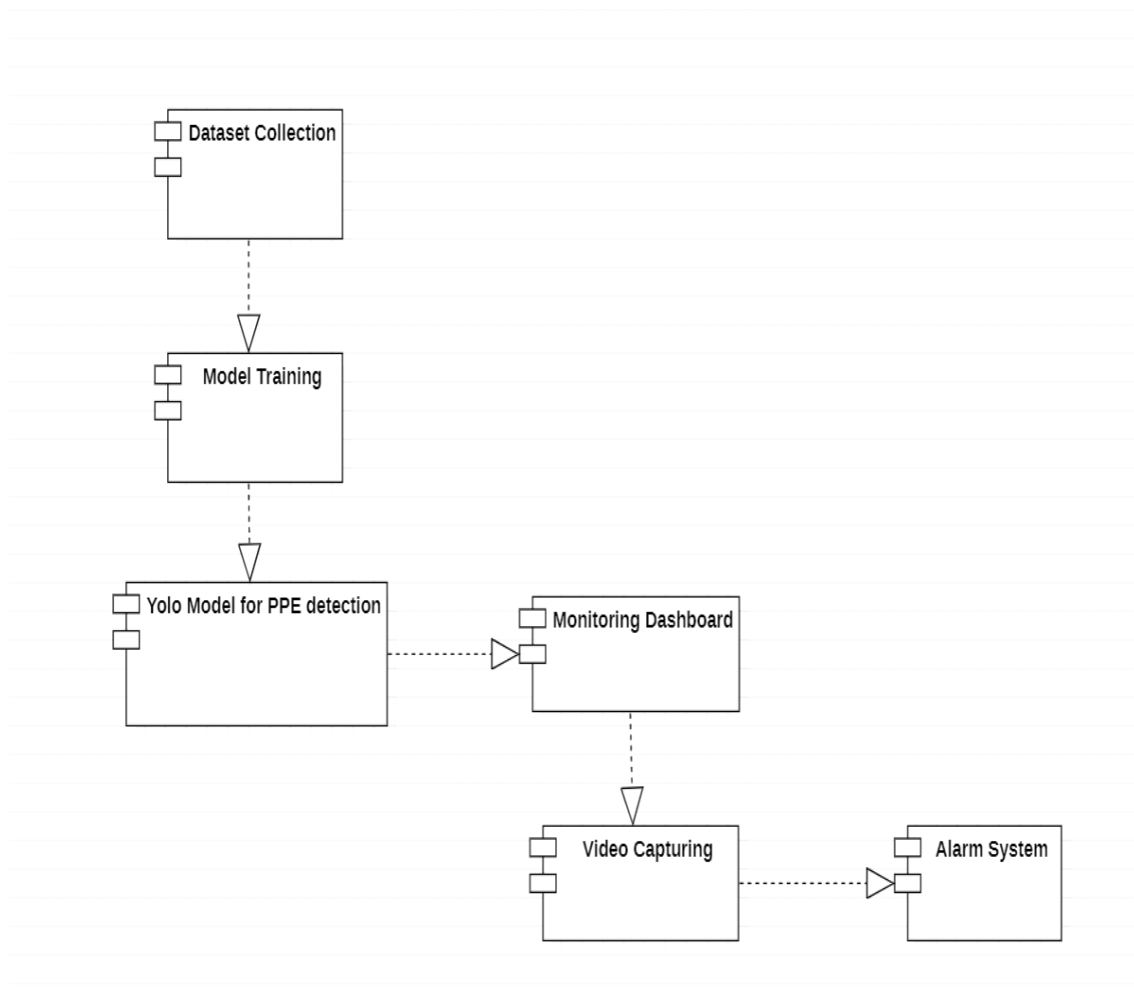 Dataset Collection
Model Training
Yolo Model for PPE detection
Monitoring Dashboard
Video Capturing
Alarm System